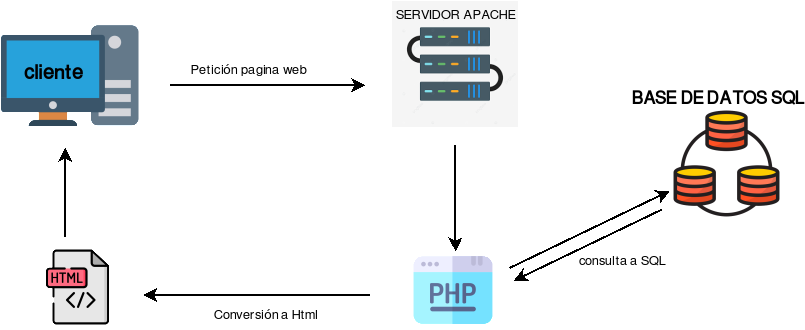 SERVIDOR APACHE
cliente
Petición pagina web
BASE DE DATOS SQL
consulta a SQL
HTML
</>
PHP
Conversión a Html